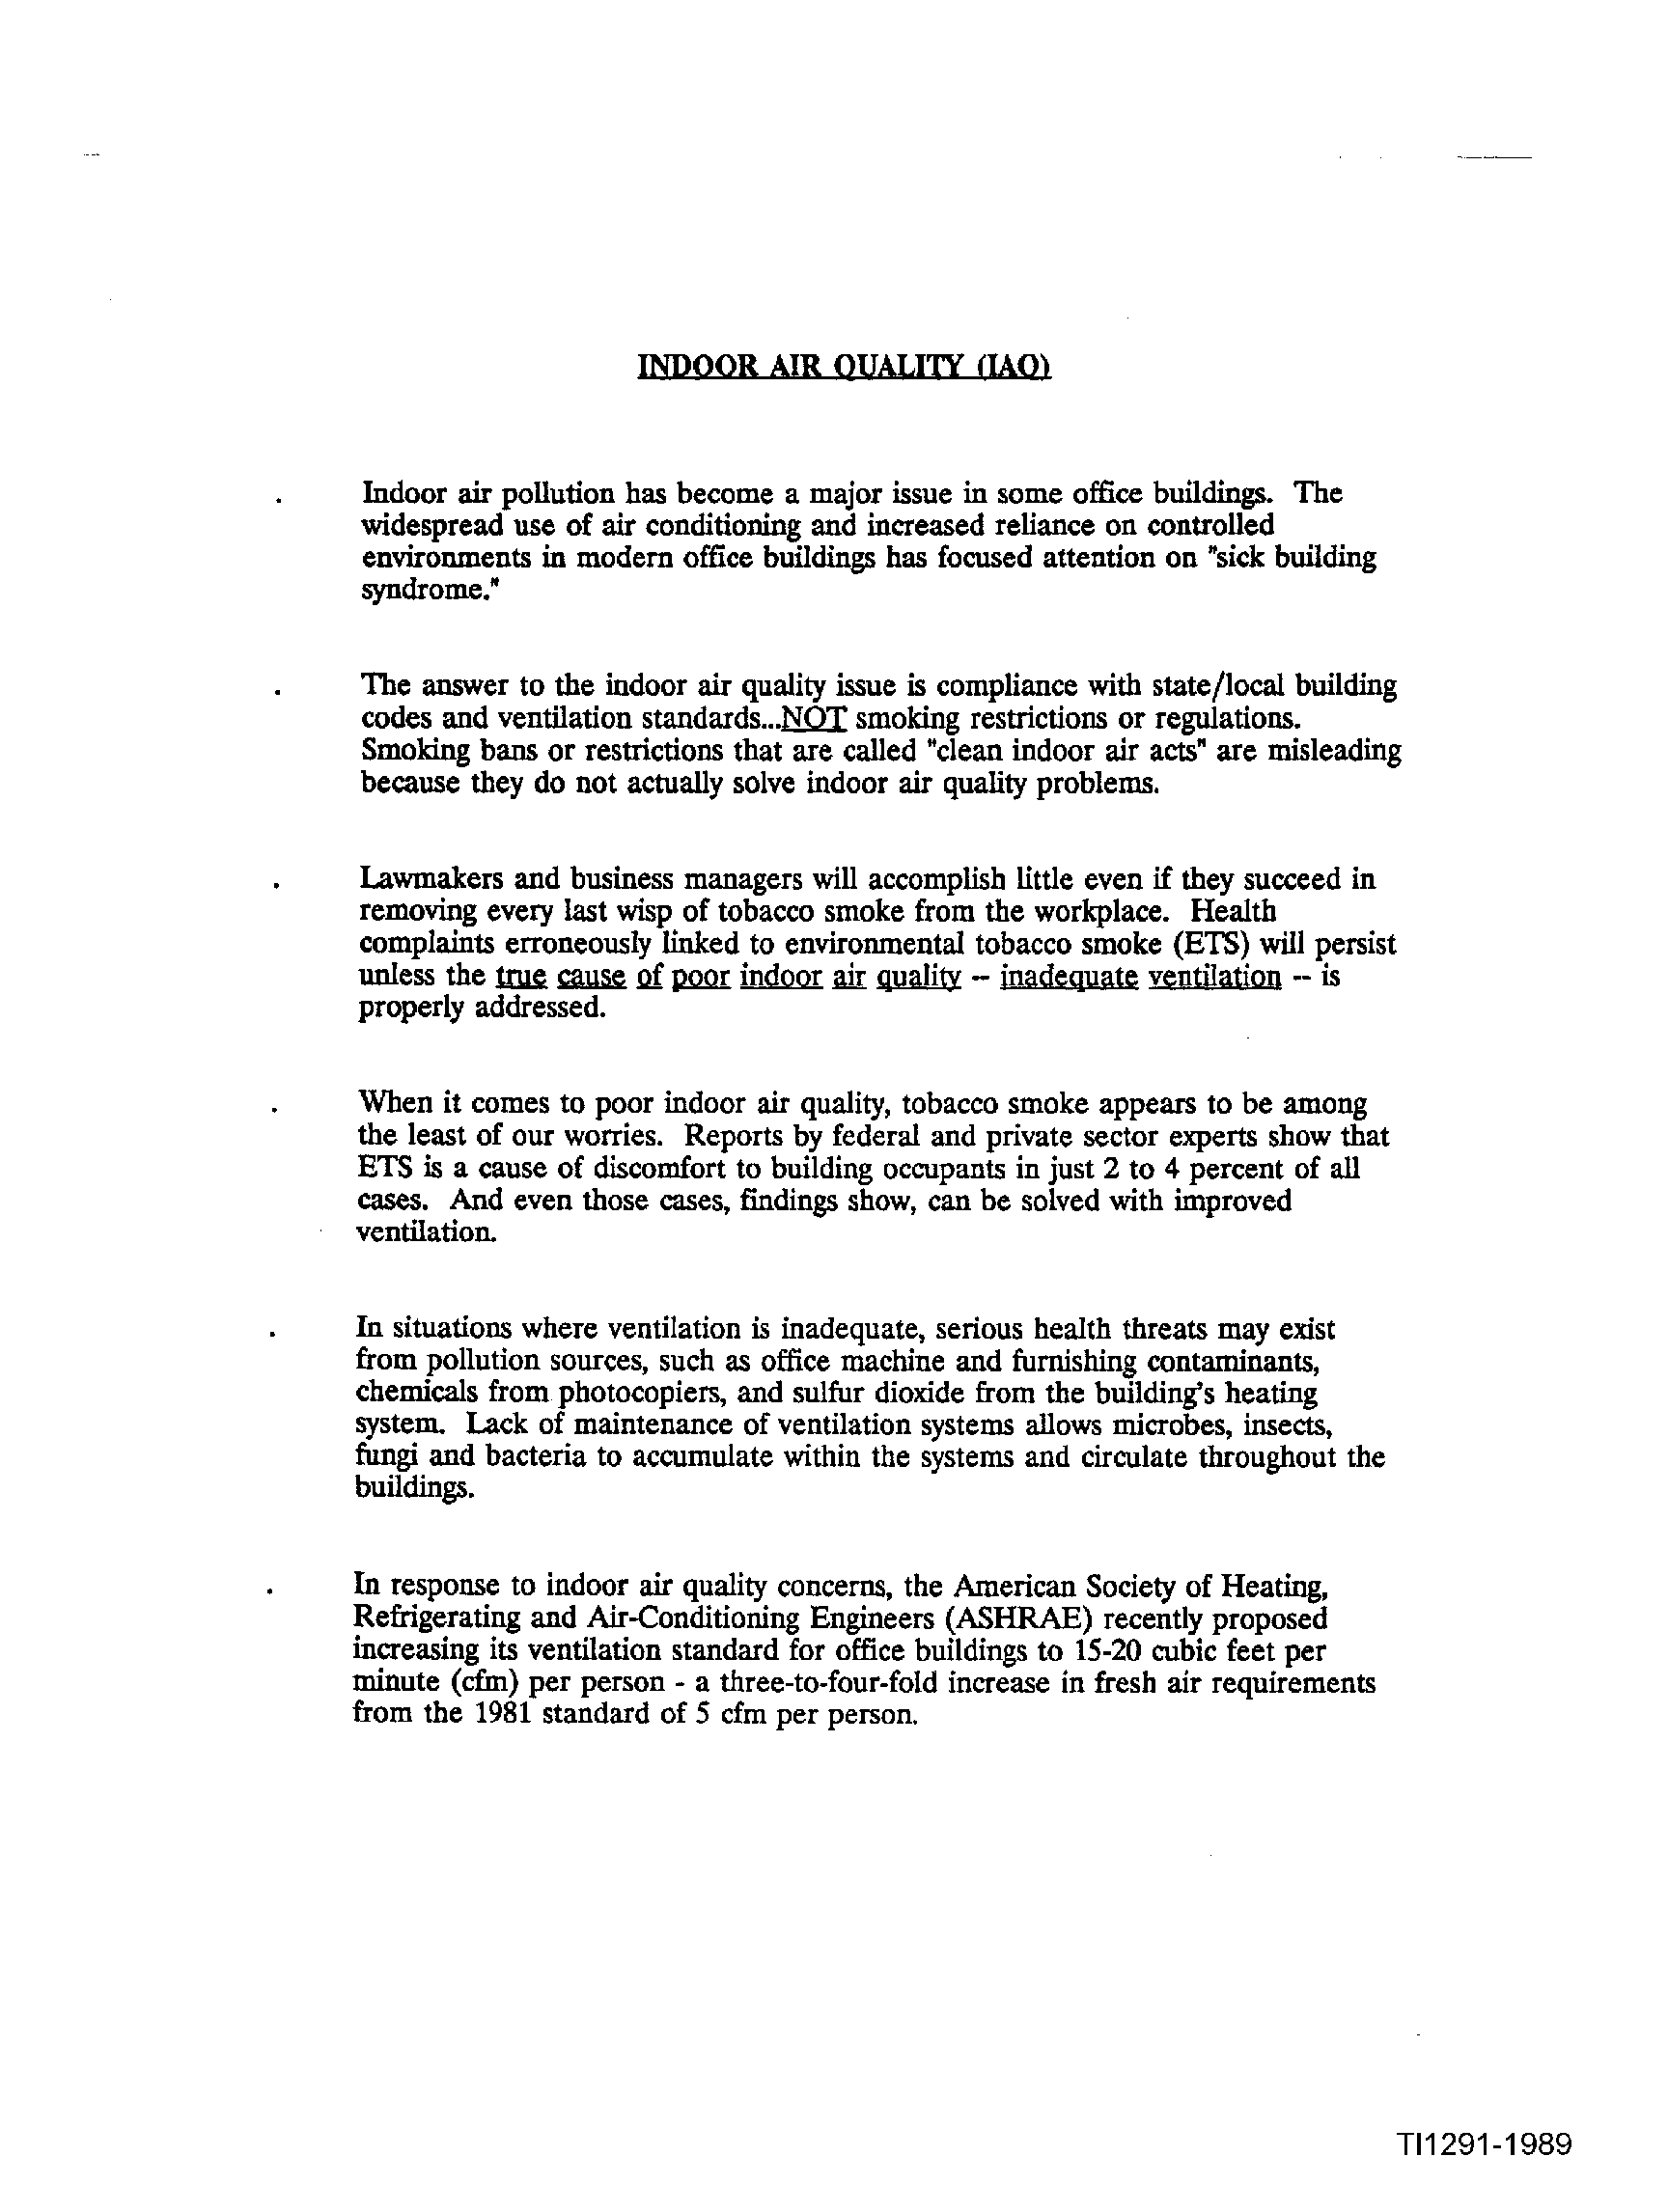 INDOOR AIR QUALITY (IAQ)
. Indoor air pollution has become a major issue in some office buildings. The
widespread use of air conditioning and increased reliance on controlled
environments in modern office buildings has focused attention on "sick building
syndrome."
. The answer to the indoor air quality issue is compliance with state/local building
codes and ventilation standards...NOT smoking restrictions or regulations.
Smoking bans or restrictions that are called "clean indoor air acts" are misleading
because they do not actually solve indoor air quality problems.
. Lawmakers and business managers will accomplish little even if they succeed in
removing every last wisp of tobacco smoke from the workplace. Health
complaints erroneously linked to environmental tobacco smoke (ETS) will persist
unless the true cause of poor indoor air quality -- inadequate ventilation -- is
properly addressed.
. When it comes to poor indoor air quality, tobacco smoke appears to be among
the least of our worries. Reports by federal and private sector experts show that
ETS is a cause of discomfort to building occupants in just 2 to 4 percent of all
cases. And even those cases, findings show, can be solved with improved
ventilation.
. In situations where ventilation is inadequate, serious health threats may exist
from pollution sources, such as office machine and furnishing contaminants,
chemicals from photocopiers, and sulfur dioxide from the building's heating
system. Lack of maintenance of ventilation systems allows microbes, insects,
fungi and bacteria to accumulate within the systems and circulate throughout the
buildings.
. In response to indoor air quality concerns, the American Society of Heating,
Refrigerating and Air-Conditioning Engineers (ASHRAE) recently proposed
increasing its ventilation standard for office buildings to 15-20 cubic feet per
minute (cfm) per person - a three-to-four-fold increase in fresh air requirements
from the 1981 standard of 5 cfm per person.
TI1291-1989